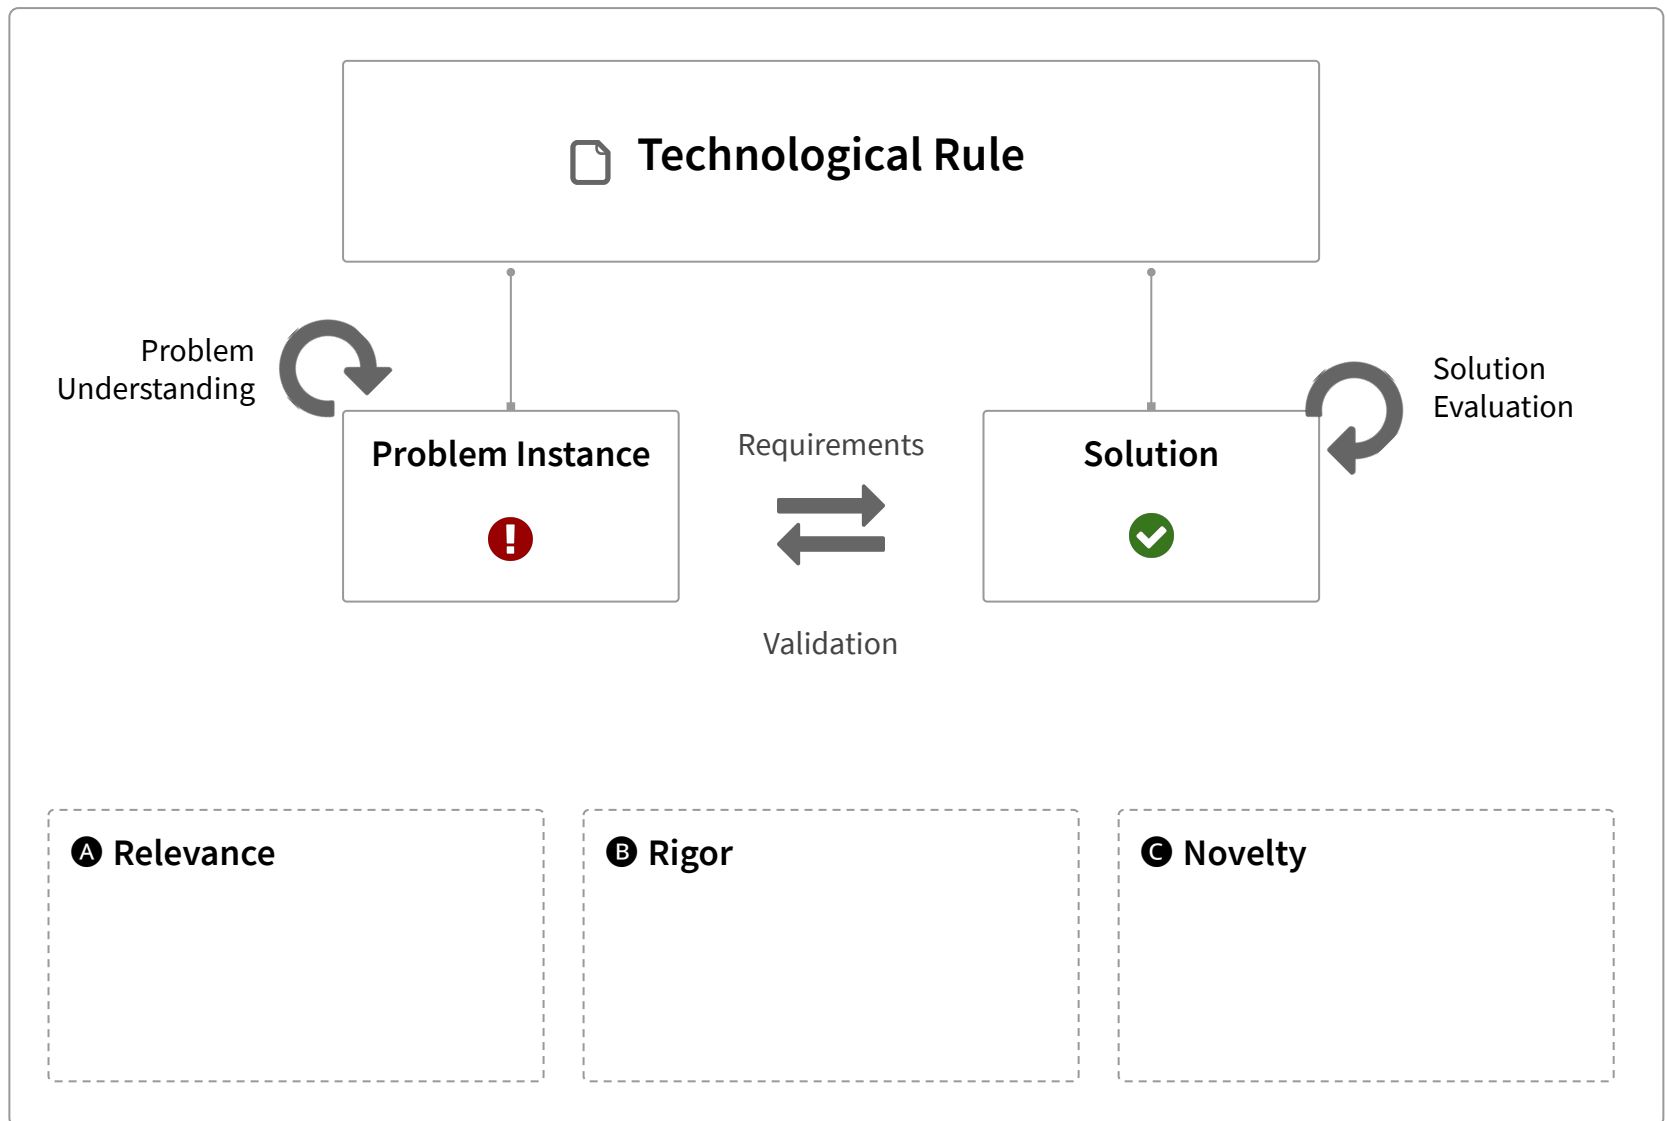 Technological Rule
Problem
Understanding
Solution
Evaluation
Problem Instance
Requirements
Solution
Validation
A Relevance
B Rigor
C Novelty